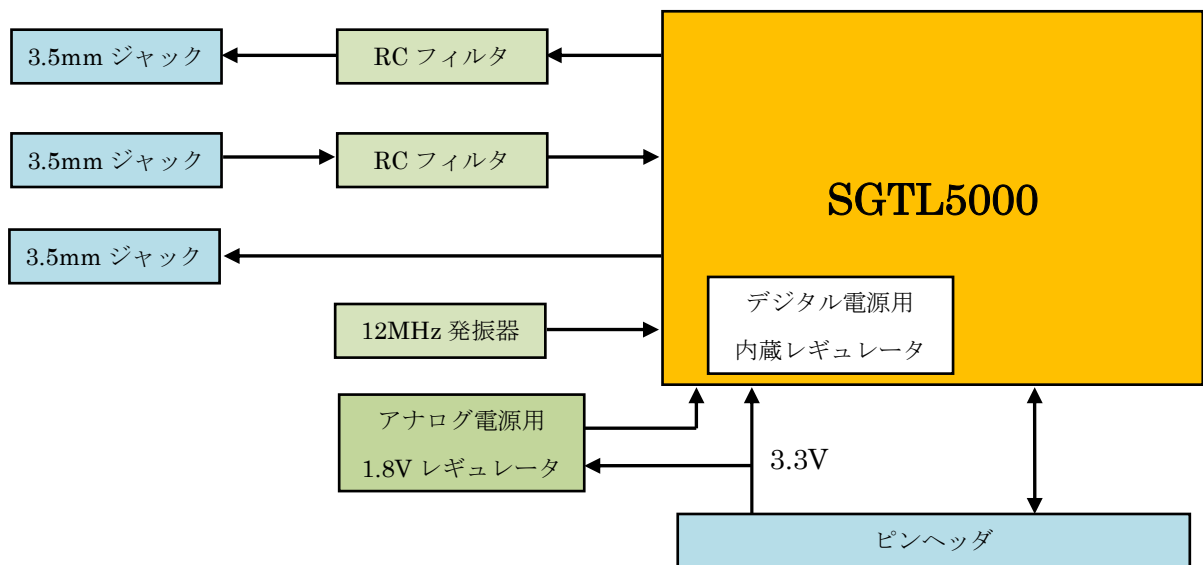 3.5mm ジャック
RC フィルタ
3.5mm ジャック
RC フィルタ
SGTL5000
3.5mm ジャック
デジタル電源用
内蔵レギュレータ
12MHz 発振器
アナログ電源用
1.8V レギュレータ
3.3V
ピンヘッダ